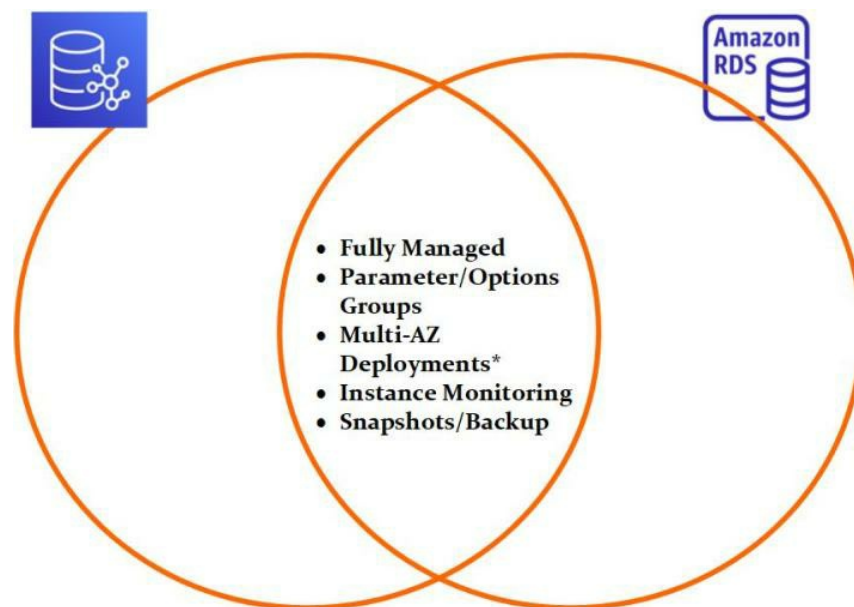 Amazon
RDS
• Fully Managed
• Parameter/Options
Groups
• Multi-AZ
Deployments*
• Instance Monitoring
• Snapshots/Backup